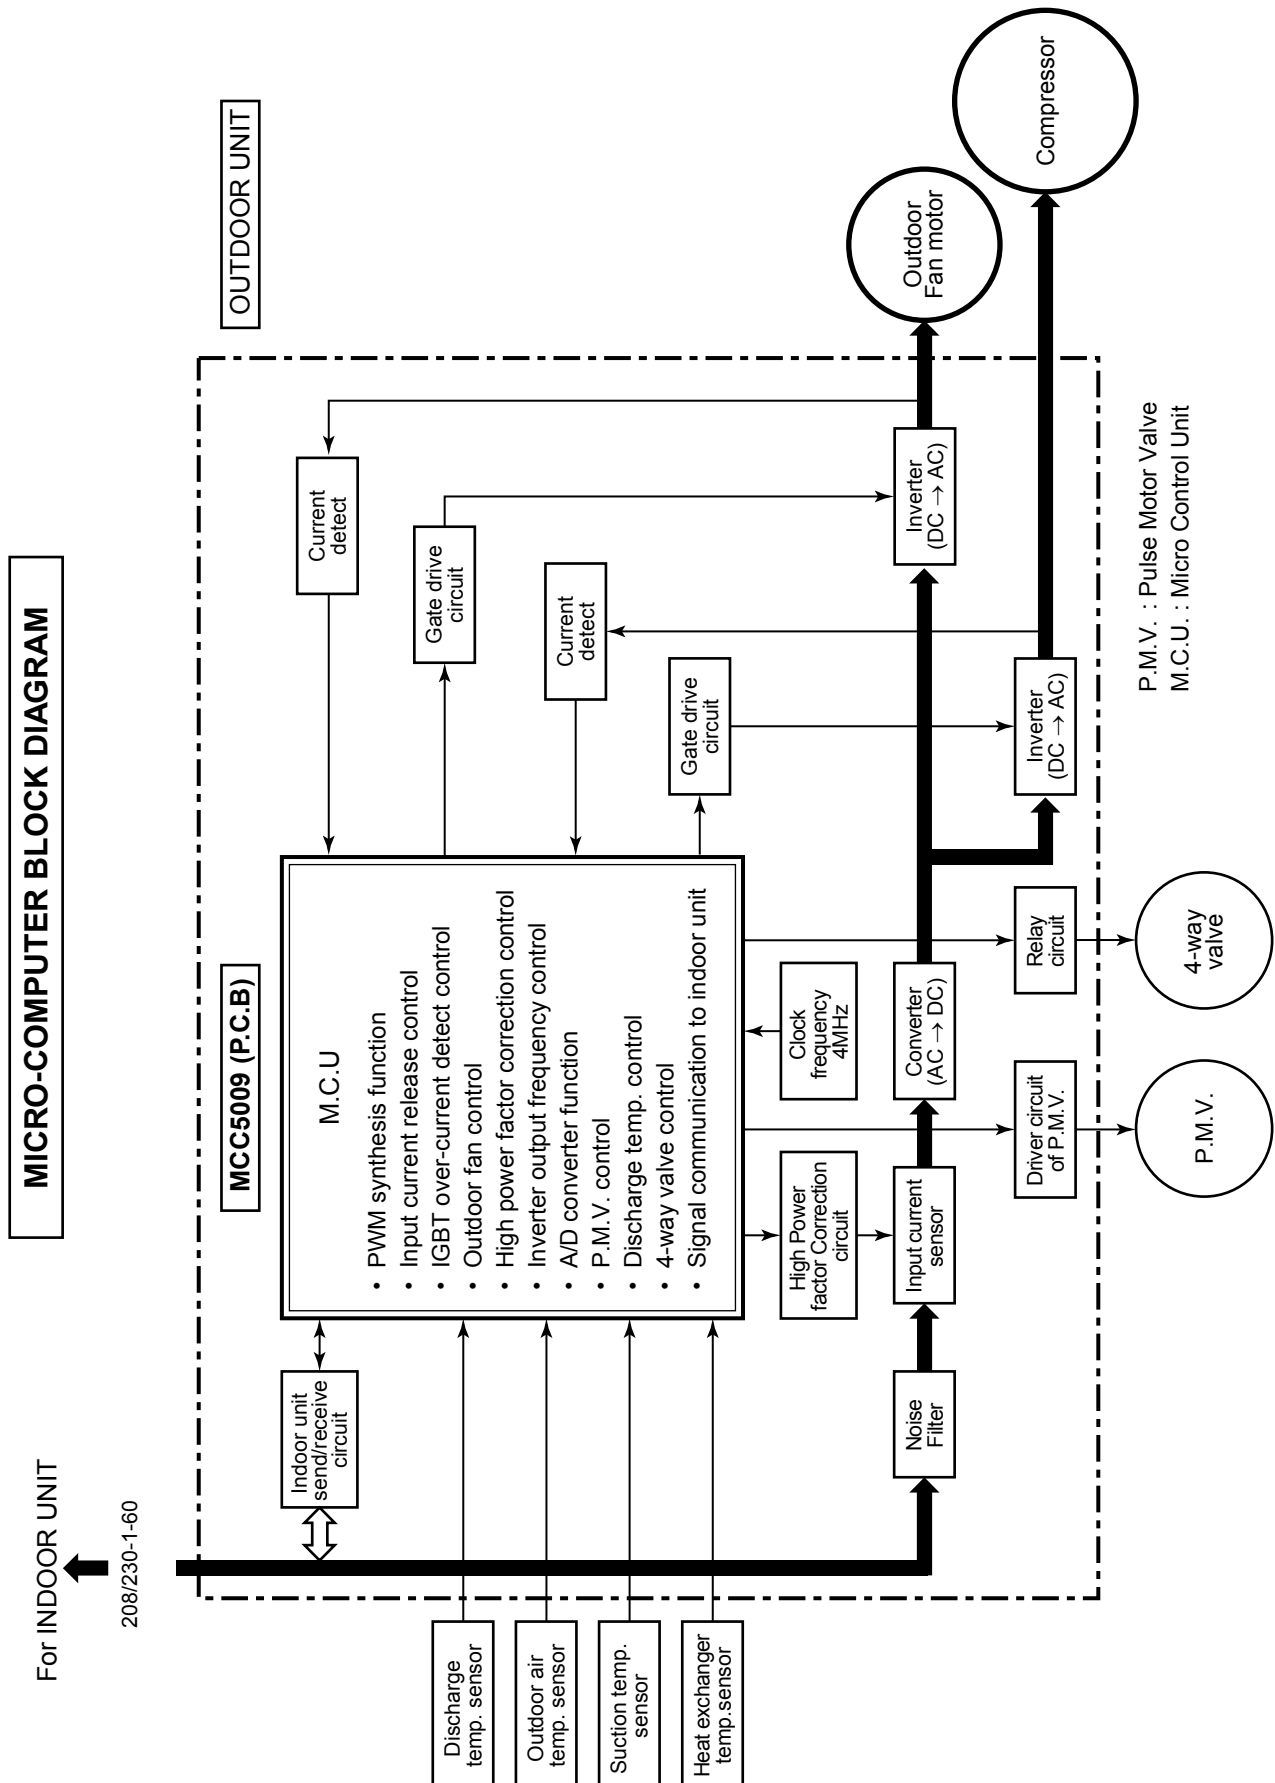 MICRO-COMPUTER BLOCK DIAGRAM
For INDOOR UNIT
208/230-1-60
MCC5009 (P.C.B)
OUTDOOR UNIT
Indoor unit
send/receive
circuit
M.C.U
• PWM synthesis function
• Input current release control
• IGBT over-current detect control
• Outdoor fan control
• High power factor correction control
• Inverter output frequency control
• A/D converter function
• P.M.V. control
• Discharge temp. control
• 4-way valve control
• Signal communication to indoor unit
Current
detect
Gate drive
circuit
Current
detect
Gate drive
circuit
Discharge
temp. sensor
Outdoor air
temp. sensor
Suction temp.
sensor
Heat exchanger
temp.sensor
High Power
factor Correction
circuit
Clock
frequency
4MHz
Noise
Filter
Input current
sensor
Converter
(AC → DC)
Inverter
(DC → AC)
Outdoor
Fan motor
Driver circuit
of P.M.V.
Relay
circuit
Inverter
(DC → AC)
Compressor
P.M.V.
4-way
valve
P.M.V. : Pulse Motor Valve
M.C.U. : Micro Control Unit